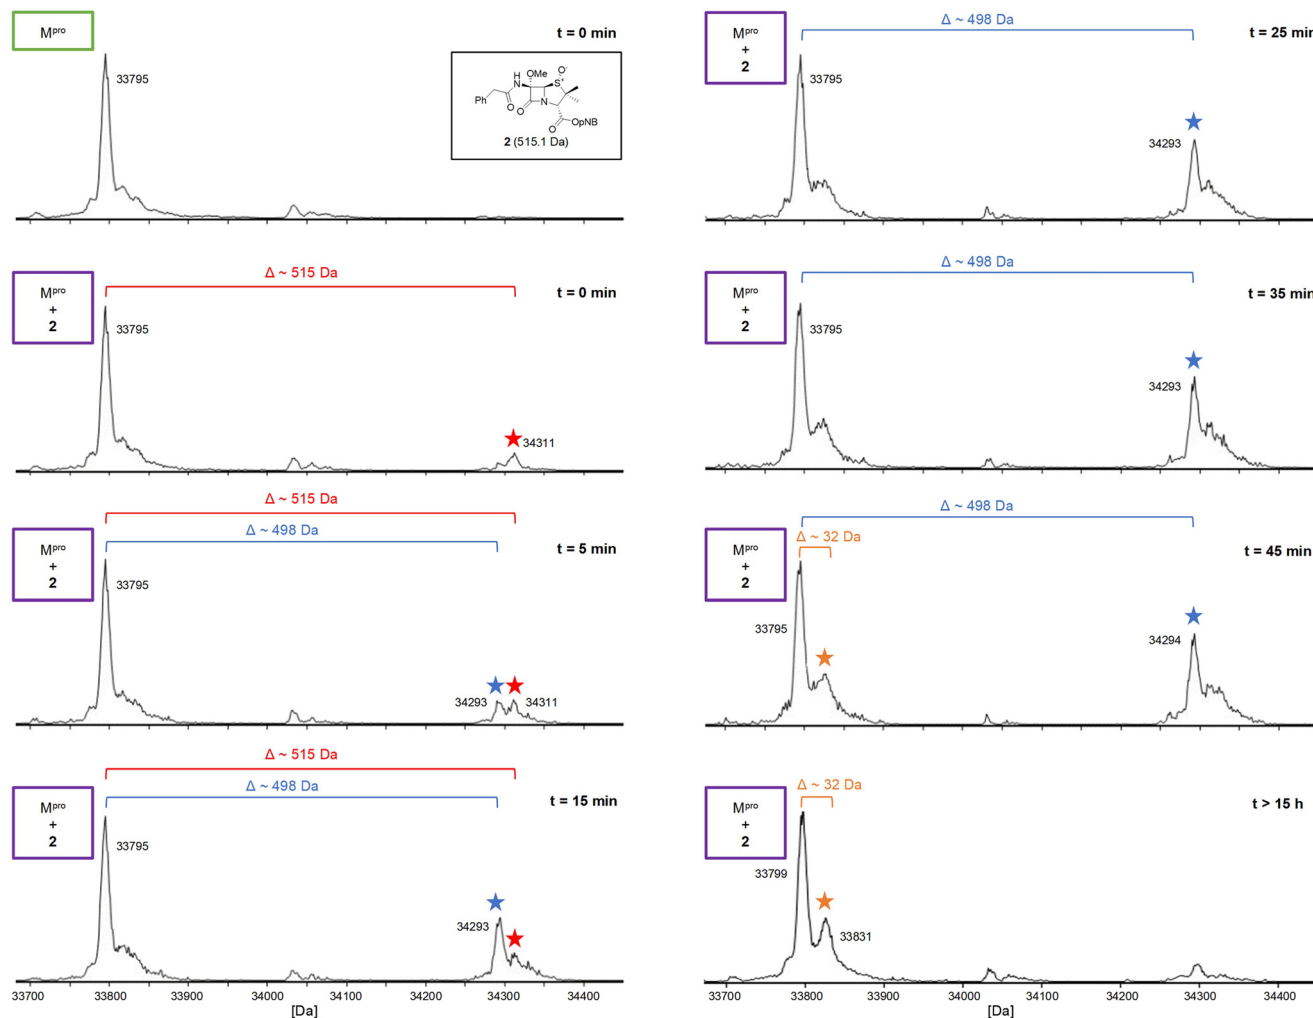 Mᵖʳᵒ
t = 0 min
33795
H
N
OMe
O⁻
S⁺
Ph
O
O
N
O
OpNB
2 (515.1 Da)
Mᵖʳᵒ
+
2
Δ ~ 515 Da
t = 0 min
33795
34311
Mᵖʳᵒ
+
2
Δ ~ 515 Da
Δ ~ 498 Da
t = 5 min
33795
34293
34311
Mᵖʳᵒ
+
2
Δ ~ 515 Da
Δ ~ 498 Da
t = 15 min
33795
34293
33700 33800 33900 34000 34100 34200 34300 34400
[Da]
Mᵖʳᵒ
+
2
Δ ~ 498 Da
t = 25 min
33795
34293
Mᵖʳᵒ
+
2
Δ ~ 498 Da
t = 35 min
33795
34293
Mᵖʳᵒ
+
2
Δ ~ 498 Da
Δ ~ 32 Da
t = 45 min
33795
34294
Mᵖʳᵒ
+
2
Δ ~ 32 Da
t > 15 h
33799
33831
33700 33800 33900 34000 34100 34200 34300 34400
[Da]